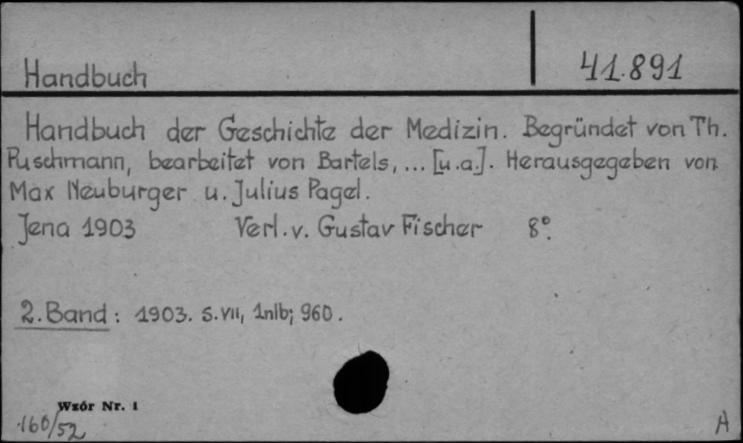 Handbuch
41.891
Handbuch der Geschichte der Medizin. Begründet von Th.
Puschmann, bearbeitet von Bartels, ... [u.a.]. Herausgegeben von
Max Neuburger u. Julius Pagel.
Jena 1903 Verl. v. Gustav Fischer 8°.
2. Band: 1903. S. VII, 1nlb; 960.
Wzór Nr. 1
160/52
A